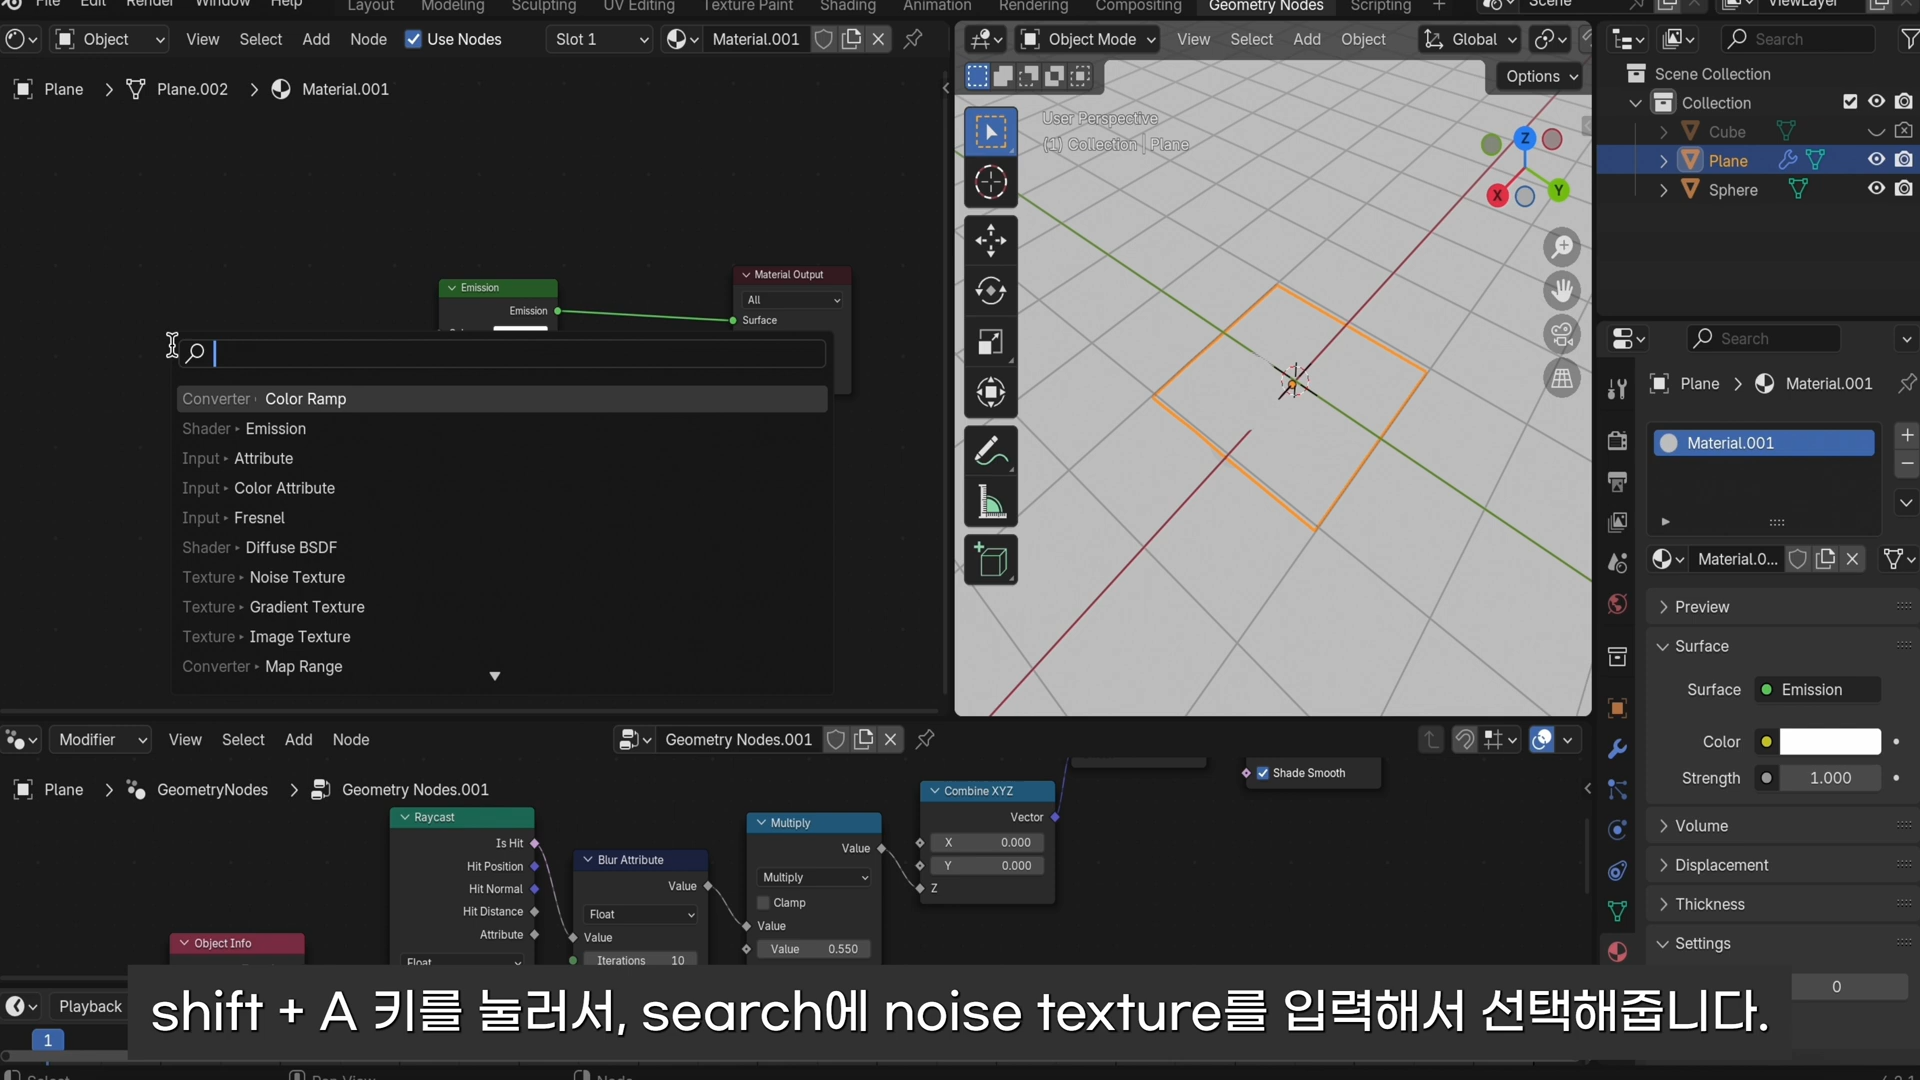 File Edit Render Window Help Layout Modeling Sculpting UV Editing Texture Paint Shading Animation Rendering Compositing Geometry Nodes Scripting + Scene ViewLayer
Object View Select Add Node Use Nodes Slot 1 Material.001
Object Mode View Select Add Object Global
Search
Options
Plane > Plane.002 > Material.001
User Perspective
(1) Collection | Plane
Z
X
Y
Scene Collection
Collection
Cube
Plane
Sphere
Emission
Emission
Material Output
All
Surface
Converter ▸ Color Ramp
Shader ▸ Emission
Input ▸ Attribute
Input ▸ Color Attribute
Input ▸ Fresnel
Shader ▸ Diffuse BSDF
Texture ▸ Noise Texture
Texture ▸ Gradient Texture
Texture ▸ Image Texture
Converter ▸ Map Range
Search
Plane > Material.001
Material.001
Material.0...
Preview
Surface
Surface Emission
Color
Strength 1.000
Volume
Displacement
Thickness
Settings
0
Modifier View Select Add Node Geometry Nodes.001
Plane > GeometryNodes > Geometry Nodes.001
Raycast
Is Hit
Hit Position
Hit Normal
Hit Distance
Attribute
Float
Object Info
Blur Attribute
Value
Float
Value
Iterations 10
Multiply
Value
Multiply
Clamp
Value
Value 0.550
Combine XYZ
Vector
X 0.000
Y 0.000
Z
Shade Smooth
Playback
1
shift + A 키를 눌러서, search에 noise texture를 입력해서 선택해줍니다.